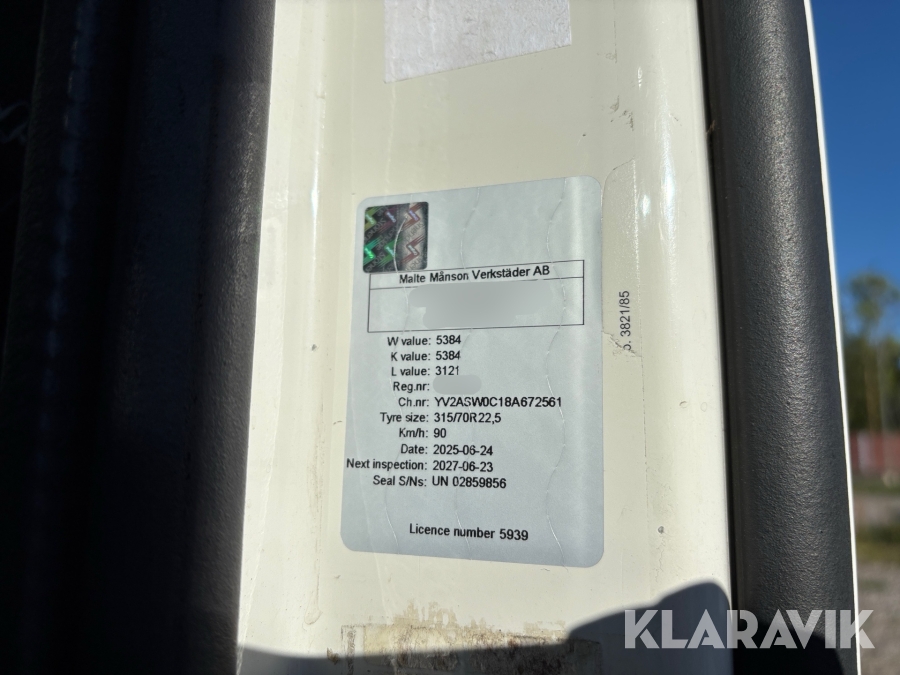 Malte Månson Verkstäder AB
W value: 5384
K value: 5384
L value: 3121
Reg.nr:
Ch.nr: YV2ASW0C18A672561
Tyre size: 315/70R22,5
Km/h: 90
Date: 2025-06-24
Next inspection: 2027-06-23
Seal S/Ns: UN 02859856
Licence number 5939
3821/85
KLARAVIK